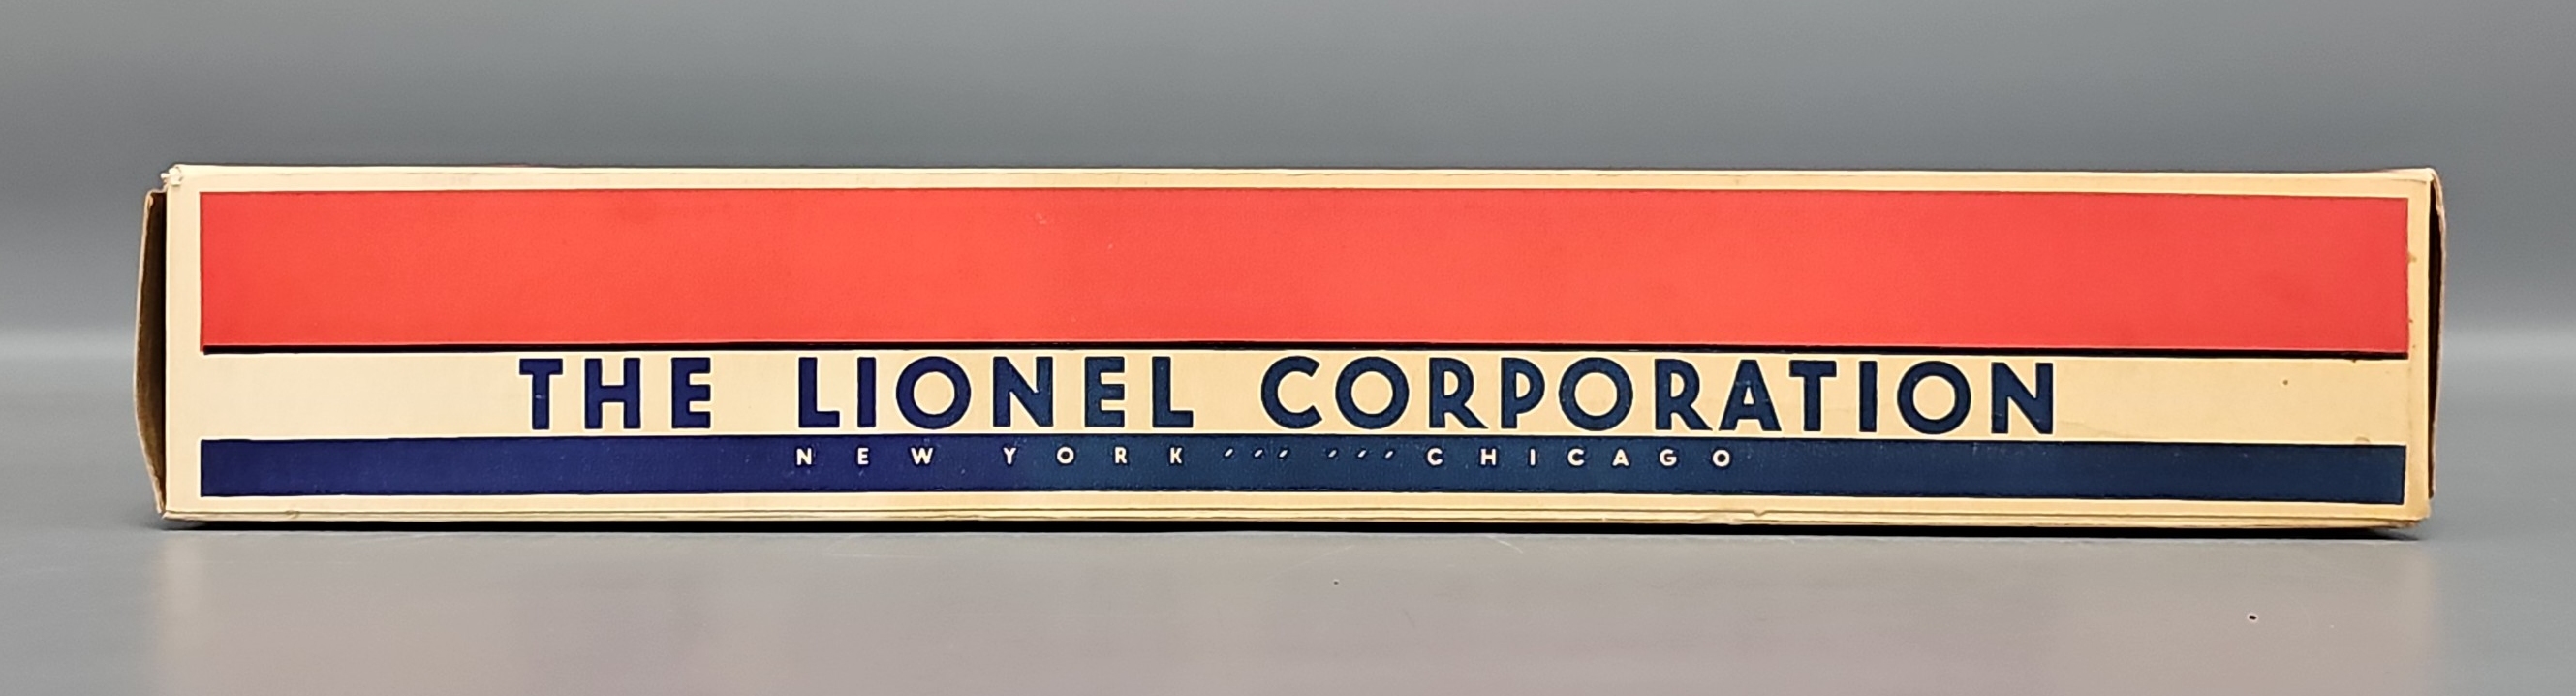 THE LIONEL CORPORATION
NEW YORK  	′′′ ′′′ CHICAGO